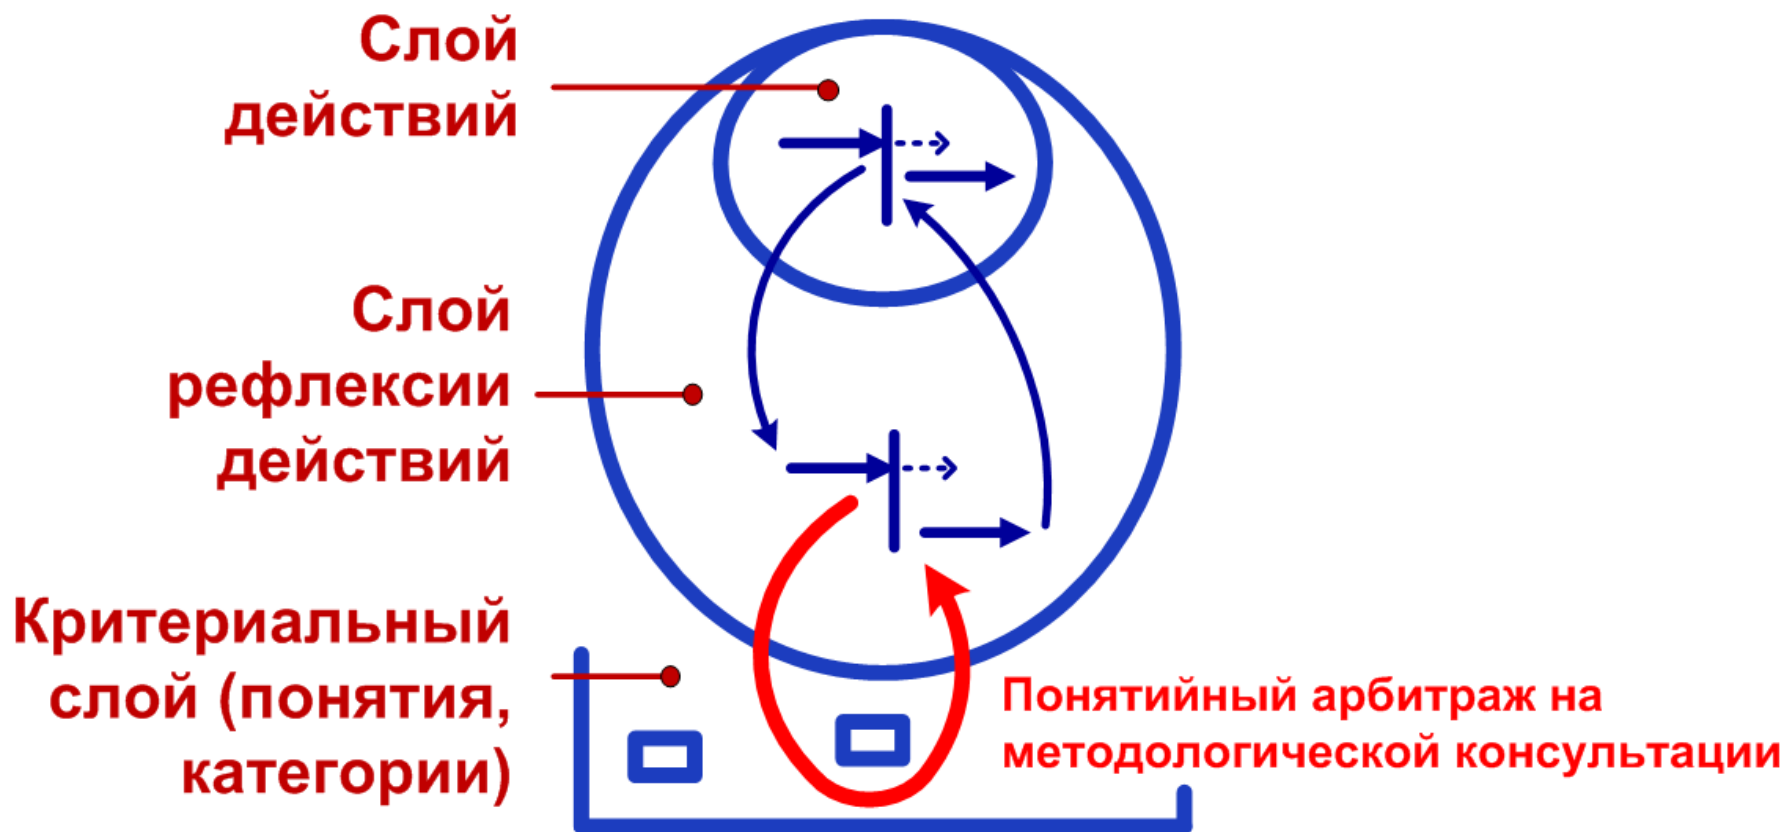 Слой
действий
Слой
рефлексии
действий
Критериальный
слой (понятия,
категории)
Понятийный арбитраж на
методологической консультации